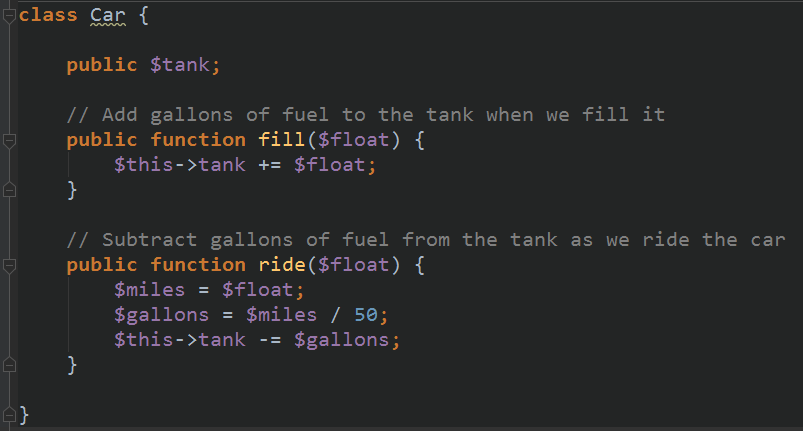 class Car {
public $tank;
// Add gallons of fuel to the tank when we fill it
public function fill($float) {
$this->tank += $float;
}
// Subtract gallons of fuel from the tank as we ride the car
public function ride($float) {
$miles = $float;
$gallons = $miles / 50;
$this->tank -= $gallons;
}
}